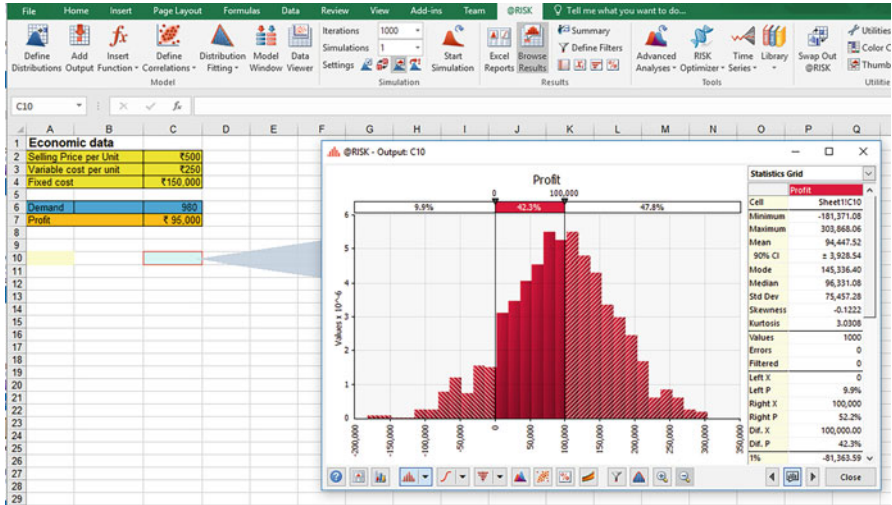 File Home Insert Page Layout Formulas Data Review View Add-ins Team @RISK Tell me what you want to do...
Define Distributions
Add Output
Insert Function
Define Correlations
Distribution Fitting
Model Window
Data Viewer
Model
Iterations 1000
Simulations 1
Settings
Start Simulation
Simulation
Excel Reports
Browse Results
Summary
Define Filters
Results
Advanced Analyses
RISK Optimizer
Time Series
Library
Tools
Swap Out @RISK
Utilities
Color C
Thumb
Utilitie
C10 fx
A B C D E F G H I J K L M N O P Q
1 Economic data
2 Selling Price per Unit ₹500
3 Variable cost per unit ₹250
4 Fixed cost ₹150,000
5
6 Demand 980
7 Profit ₹ 95,000
8
9
10
11
12
13
14
15
16
17
18
19
20
21
22
23
24
25
26
27
28
29
@RISK - Output: C10
Profit
0 100,000
9.9% 42.3% 47.8%
Values x 10^-6
6
5
4
3
2
1
0
-200,000 -150,000 -100,000 -50,000 0 50,000 100,000 150,000 200,000 250,000 300,000 350,000
Statistics Grid
Profit
Cell Sheet1!C10
Minimum -181,371.08
Maximum 303,868.06
Mean 94,447.52
90% CI ± 3,928.54
Mode 145,336.40
Median 96,331.08
Std Dev 75,457.28
Skewness -0.1222
Kurtosis 3.0308
Values 1000
Errors 0
Filtered 0
Left X 0
Left P 9.9%
Right X 100,000
Right P 52.2%
Dif. X 100,000.00
Dif. P 42.3%
1% -81,363.59
Close